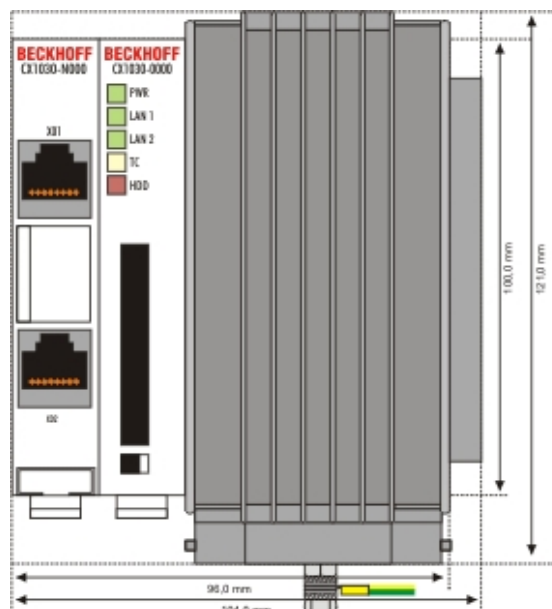 BECKHOFF
CX1030-N000
BECKHOFF
CX1030-0000
PWR
LAN 1
LAN 2
TC
HDD
X01
X02
100,0 mm
121,0 mm
96,0 mm